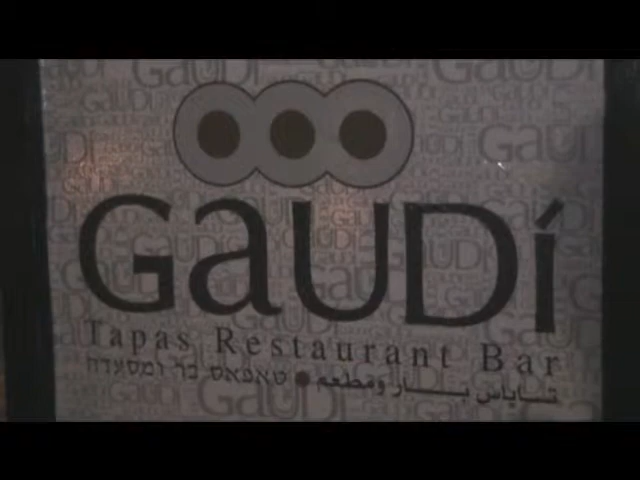 GaUDí
Tapas Restaurant Bar
טאפאס בר ומסעדה • تاباس بار ومطعم